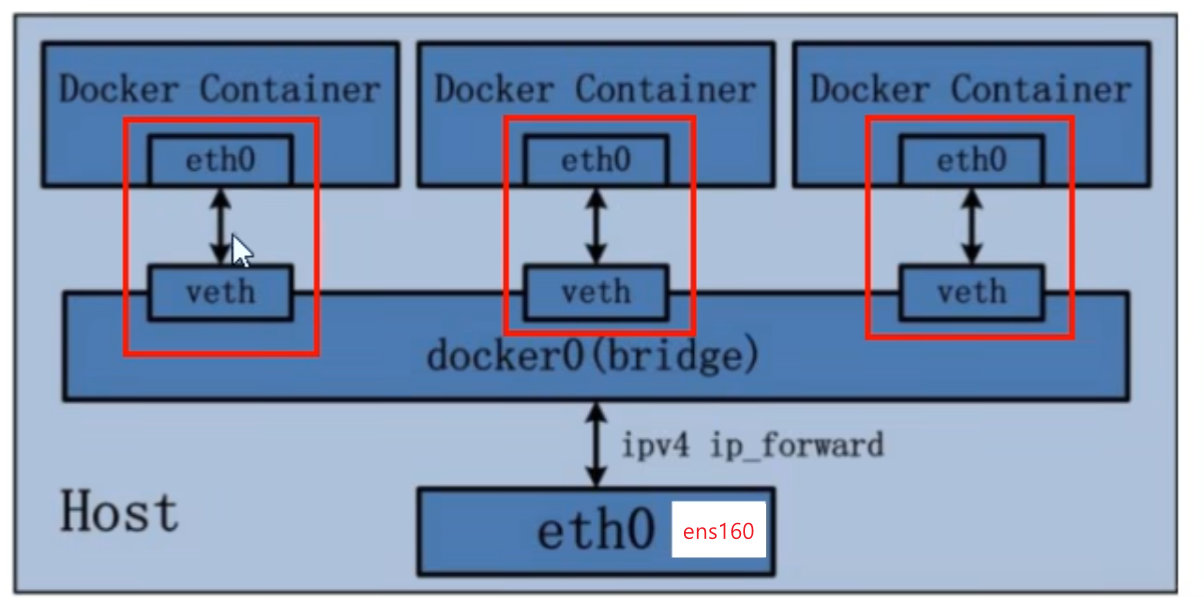 Docker Container Docker Container Docker Container
eth0 eth0 eth0
veth veth veth
docker0(bridge)
ipv4 ip_forward
Host
eth0 ens160